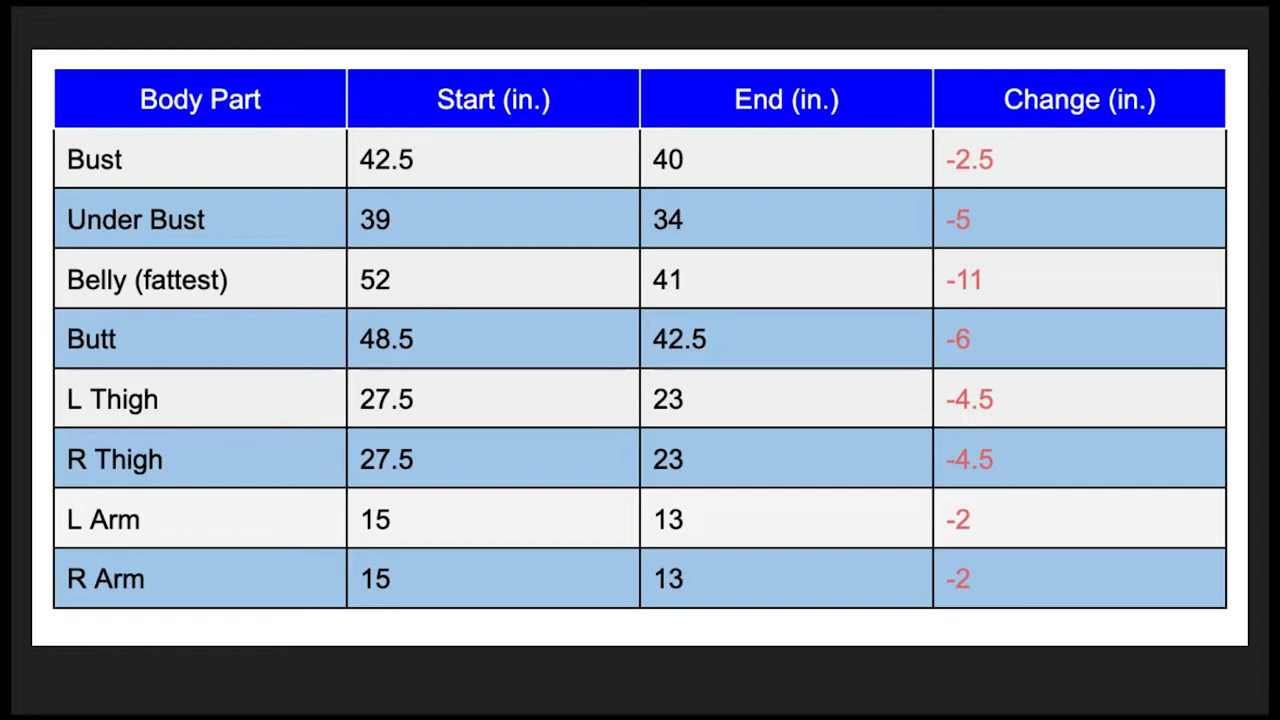 Body Part Start (in.) End (in.) Change (in.)
Bust 42.5 40 -2.5
Under Bust 39 34 -5
Belly (fattest) 52 41 -11
Butt 48.5 42.5 -6
L Thigh 27.5 23 -4.5
R Thigh 27.5 23 -4.5
L Arm 15 13 -2
R Arm 15 13 -2